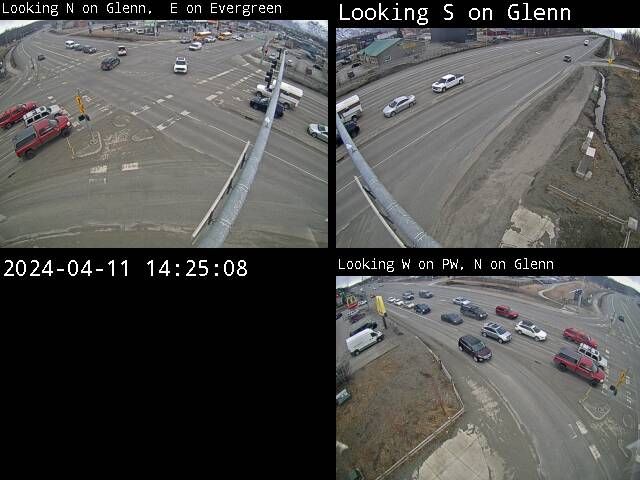 Looking N on Glenn, E on Evergreen
Looking S on Glenn
2024-04-11 14:25:08
Looking W on PW, N on Glenn